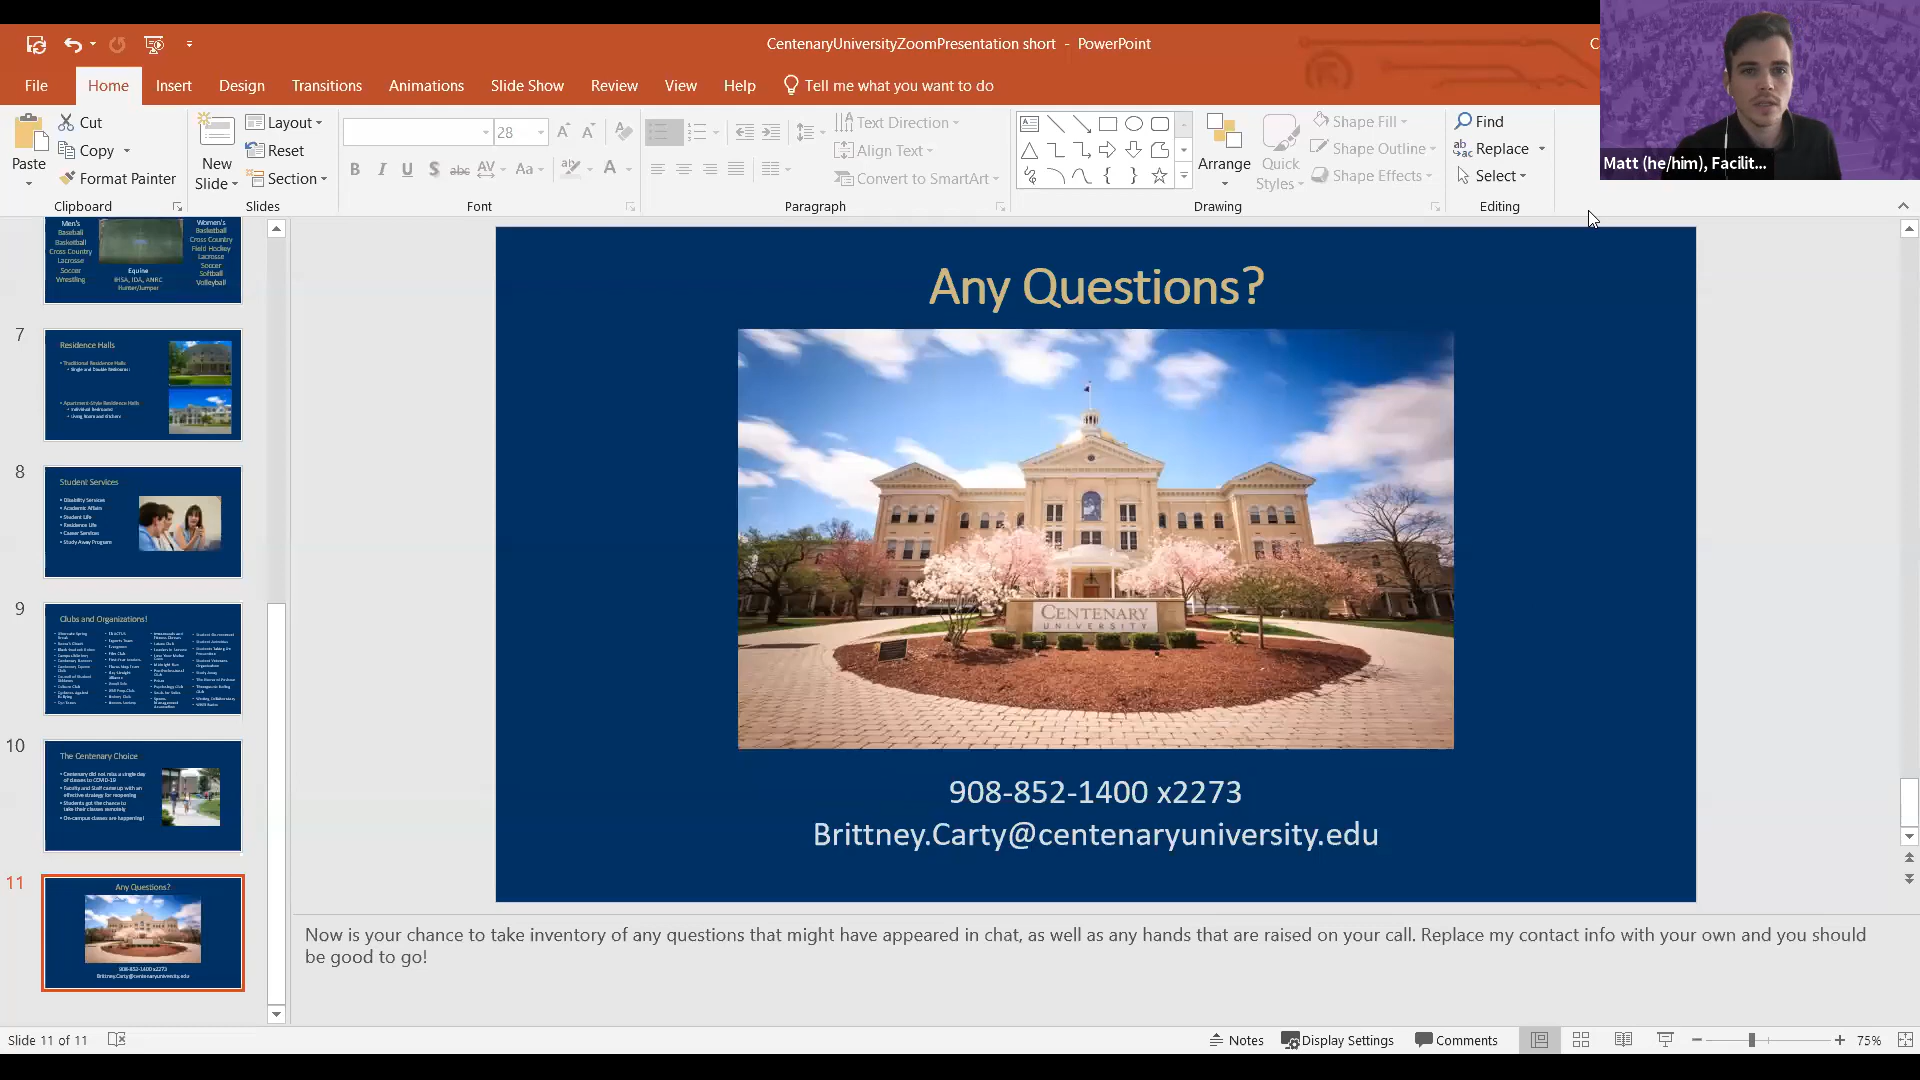 CentenaryUniversityZoomPresentation short - PowerPoint
File Home Insert Design Transitions Animations Slide Show Review View Help Tell me what you want to do
Matt (he/him), Facilit...
Paste
Cut
Copy
Format Painter
Clipboard
New Slide
Layout
Reset
Section
Slides
28
Font
Text Direction
Align Text
Convert to SmartArt
Paragraph
Arrange
Quick Styles
Shape Fill
Shape Outline
Shape Effects
Drawing
Find
Replace
Select
Editing
Men's
Baseball
Basketball
Cross Country
Lacrosse
Soccer
Wrestling
Equine
IHSA, IDA, ANRC
Hunter/Jumper
Women's
Basketball
Cross Country
Field Hockey
Lacrosse
Soccer
Softball
Volleyball
7
Residence Halls
Traditional Residence Halls
Single and Double Bedrooms
Apartment-Style Residence Halls
Individual Bedrooms
Living Room and Kitchen
8
Student Services
Disability Services
Academic Affairs
Student Life
Residence Life
Career Services
Study Away Program
9
Clubs and Organizations!
10
The Centenary Choice
Centenary did not miss a single day
of classes to COVID-19
Faculty and Staff came up with an
effective strategy for reopening
Students got the chance to
take their classes remotely
On-campus classes are happening!
11
Any Questions?
908-852-1400 x2273
Brittney.Carty@centenaryuniversity.edu
Any Questions?
CENTENARY
UNIVERSITY
908-852-1400 x2273
Brittney.Carty@centenaryuniversity.edu
Now is your chance to take inventory of any questions that might have appeared in chat, as well as any hands that are raised on your call. Replace my contact info with your own and you should
be good to go!
Slide 11 of 11
Notes
Display Settings
Comments
75%